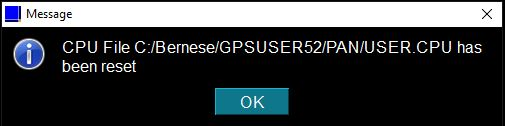 Message
CPU File C:/Bernese/GPSUSER52/PAN/USER.CPU has
been reset
OK